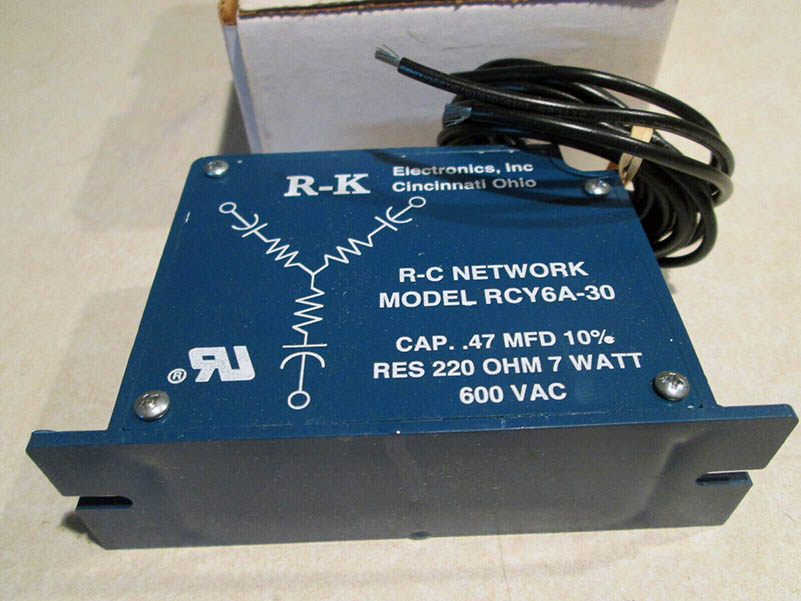 R-K
Electronics, Inc
Cincinnati Ohio
R-C NETWORK
MODEL RCY6A-30
CAP. .47 MFD 10%
RES 220 OHM 7 WATT
600 VAC
®